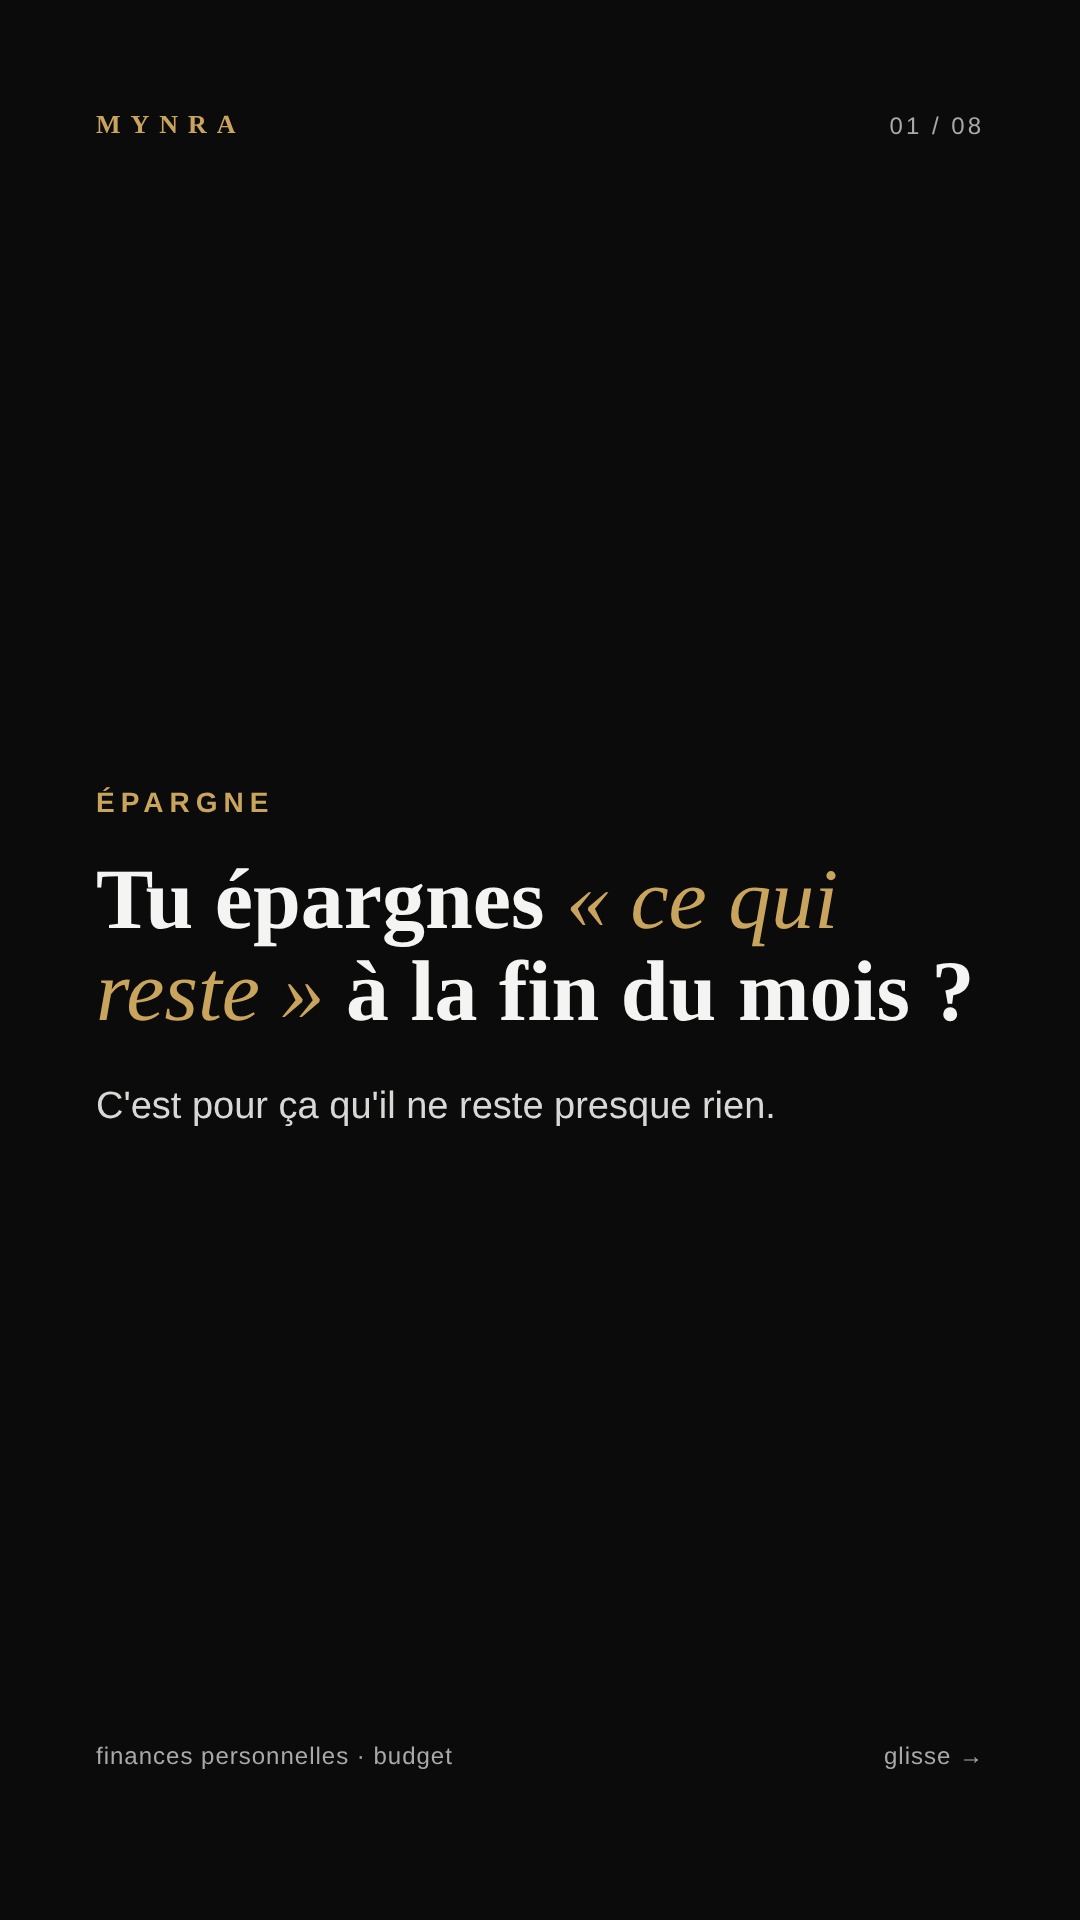 MYNRA
01 / 08
ÉPARGNE
Tu épargnes « ce qui
reste » à la fin du mois ?
C'est pour ça qu'il ne reste presque rien.
finances personnelles · budget
glisse →